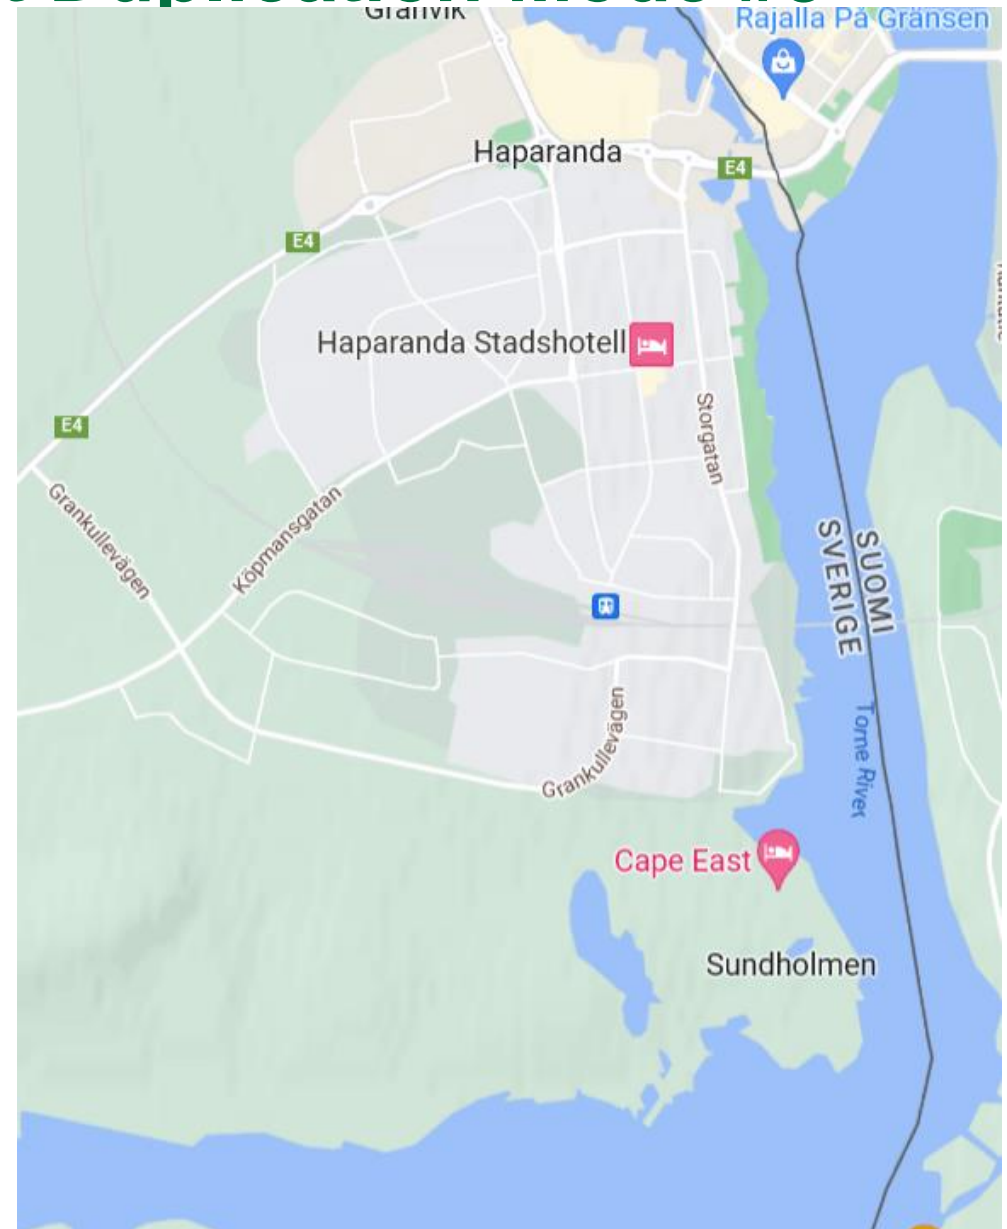 Granvik
Rajalla På Gränsen
Haparanda
E4
E4
Haparanda Stadshotell
E4
Storgatan
Grankullevägen
Köpmansgatan
SUOMI
SVERIGE
Grankullevägen
Torne River
Cape East
Sundholmen